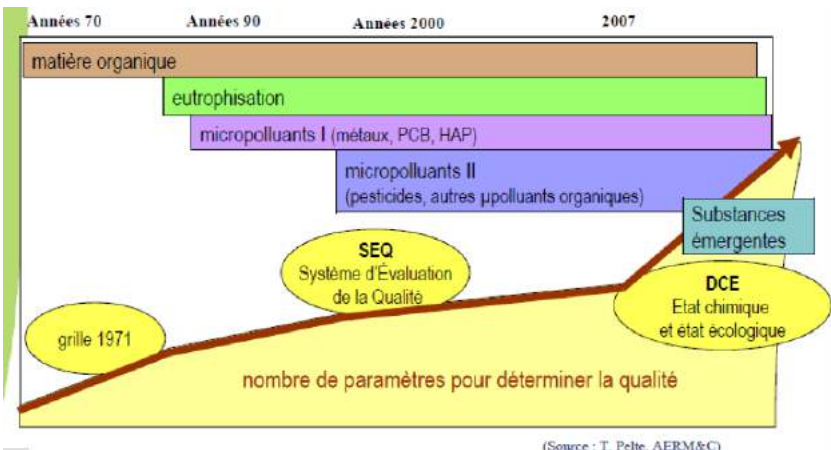 Années 70 Années 90 Années 2000 2007
matière organique
eutrophisation
micropolluants I (métaux, PCB, HAP)
micropolluants II
(pesticides, autres µpolluants organiques)
Substances
émergentes
SEQ
Système d'Évaluation
de la Qualité
DCE
Etat chimique
et état écologique
grille 1971
nombre de paramètres pour déterminer la qualité
(Source : T. Pelte, AERM&C)